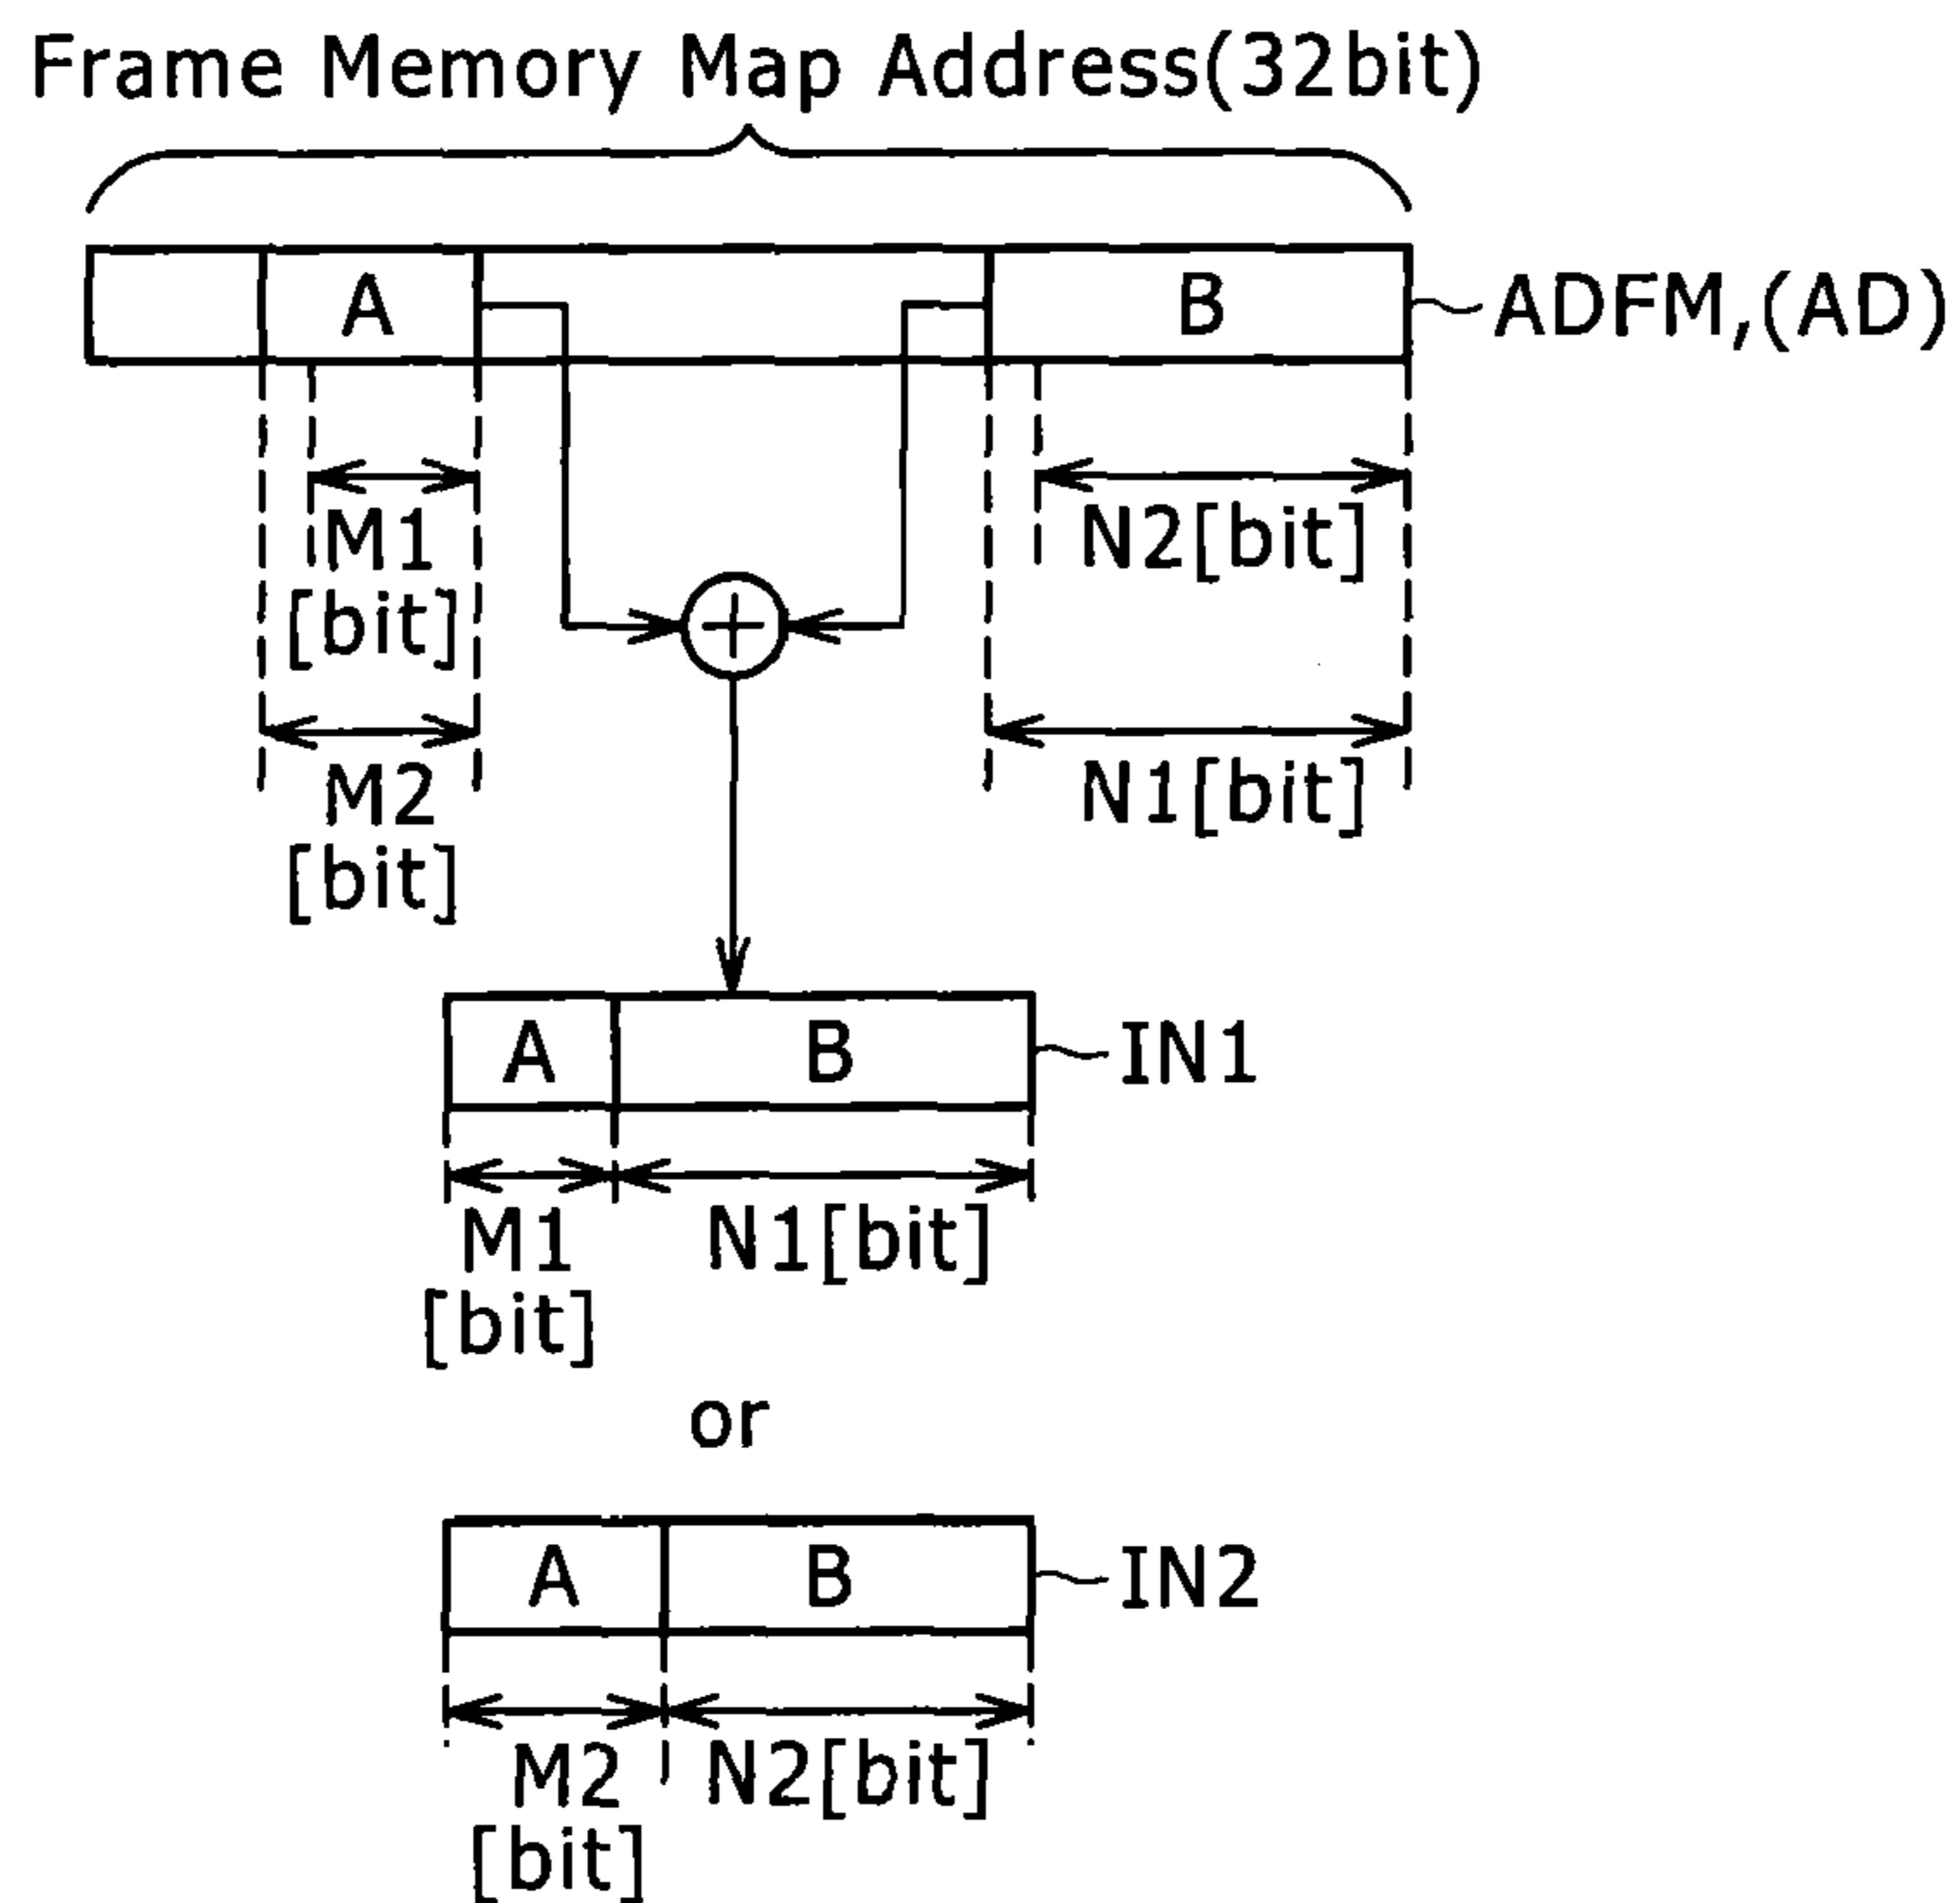 Frame Memory Map Address(32bit)
A
B
ADFM,(AD)
M1
[bit]
N2[bit]
+
M2
[bit]
N1[bit]
A
B
IN1
M1
[bit]
N1[bit]
or
A
B
IN2
M2
[bit]
N2[bit]